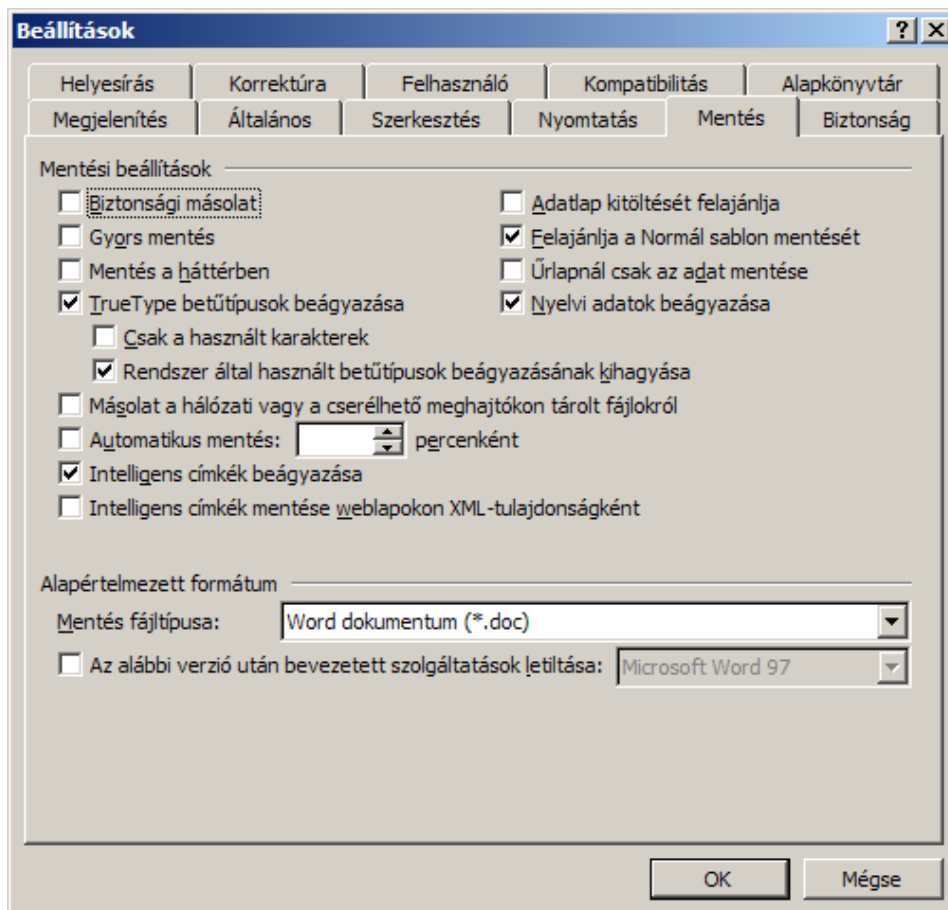 Beállítások
Helyesírás Korrektúra Felhasználó Kompatibilitás Alapkönyvtár
Megjelenítés Általános Szerkesztés Nyomtatás Mentés Biztonság
Mentési beállítások
Biztonsági másolat Adatlap kitöltését felajánlja
Gyors mentés Felajánlja a Normál sablon mentését
Mentés a háttérben Űrlapnál csak az adat mentése
TrueType betűtípusok beágyazása Nyelvi adatok beágyazása
Csak a használt karakterek
Rendszer által használt betűtípusok beágyazásának kihagyása
Másolat a hálózati vagy a cserélhető meghajtókon tárolt fájlokról
Automatikus mentés: percenként
Intelligens címkék beágyazása
Intelligens címkék mentése weblapokon XML-tulajdonságként
Alapértelmezett formátum
Mentés fájltípusa: Word dokumentum (*.doc)
Az alábbi verzió után bevezetett szolgáltatások letiltása: Microsoft Word 97
OK Mégse